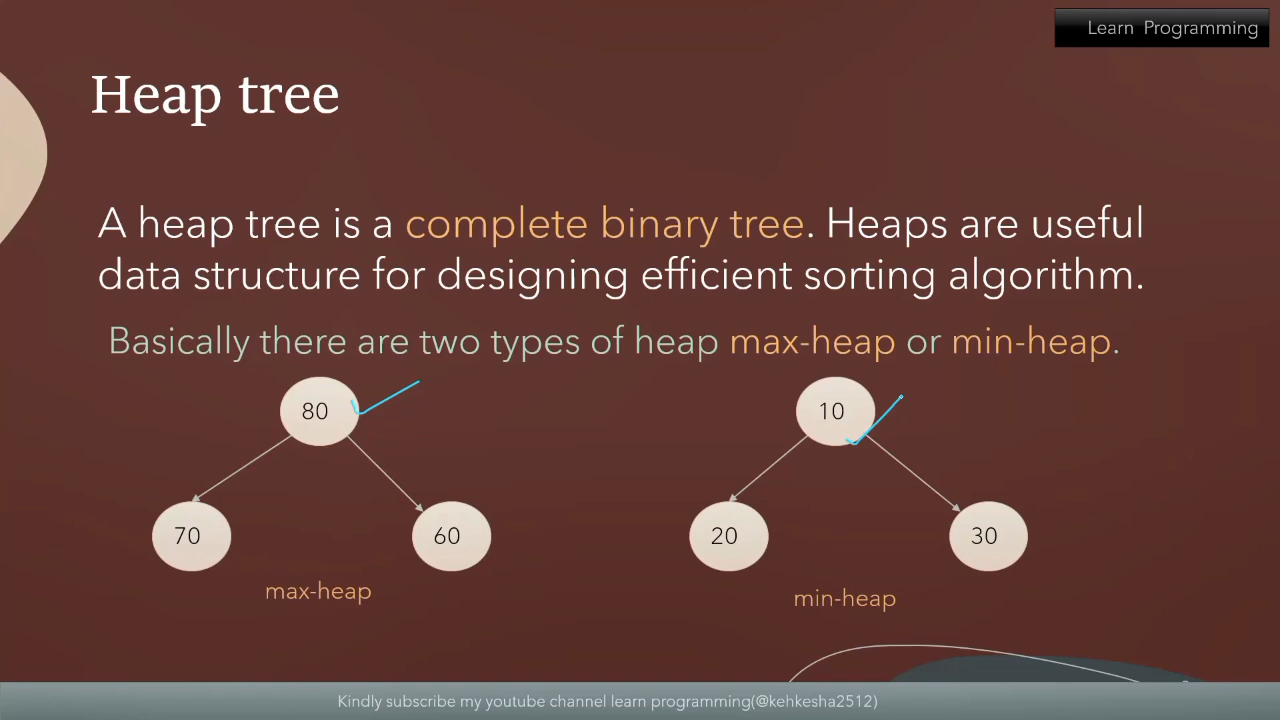 Learn Programming
Heap tree
A heap tree is a complete binary tree. Heaps are useful
data structure for designing efficient sorting algorithm.
Basically there are two types of heap max-heap or min-heap.
80
10
70
60
20
30
max-heap
min-heap
Kindly subscribe my youtube channel learn programming(@kehkesha2512)